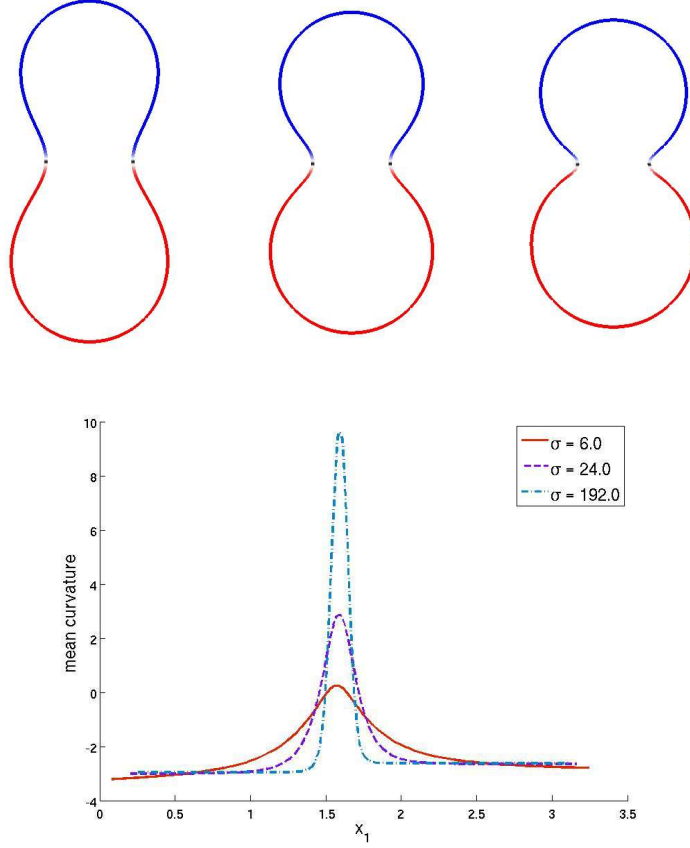 10
8
6
4
2
0
-2
-4
mean curvature
σ = 6.0
σ = 24.0
σ = 192.0
0 0.5 1 1.5 2 2.5 3 3.5
x₁